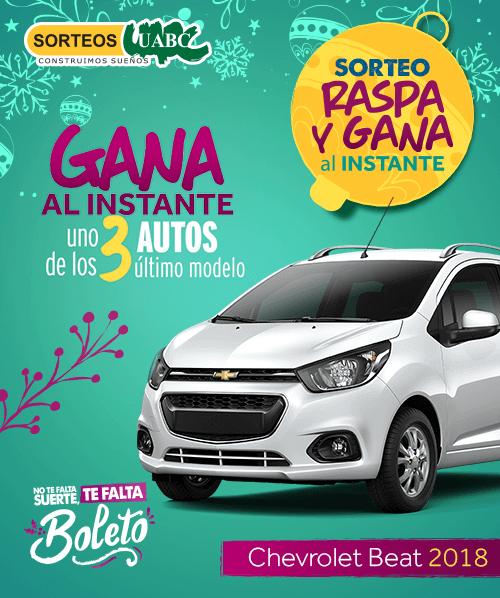 SORTEOS UABC
CONSTRUIMOS SUEÑOS
SORTEO
RASPA
Y GANA
al INSTANTE
GANA
AL INSTANTE
uno 3 AUTOS
de los último modelo
NO TE FALTA
SUERTE, TE FALTA
Boleto
Chevrolet Beat 2018